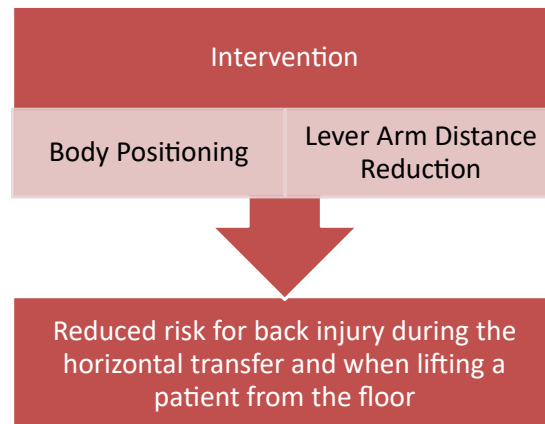 Intervention
Body Positioning
Lever Arm Distance
Reduction
Reduced risk for back injury during the
horizontal transfer and when lifting a
patient from the floor